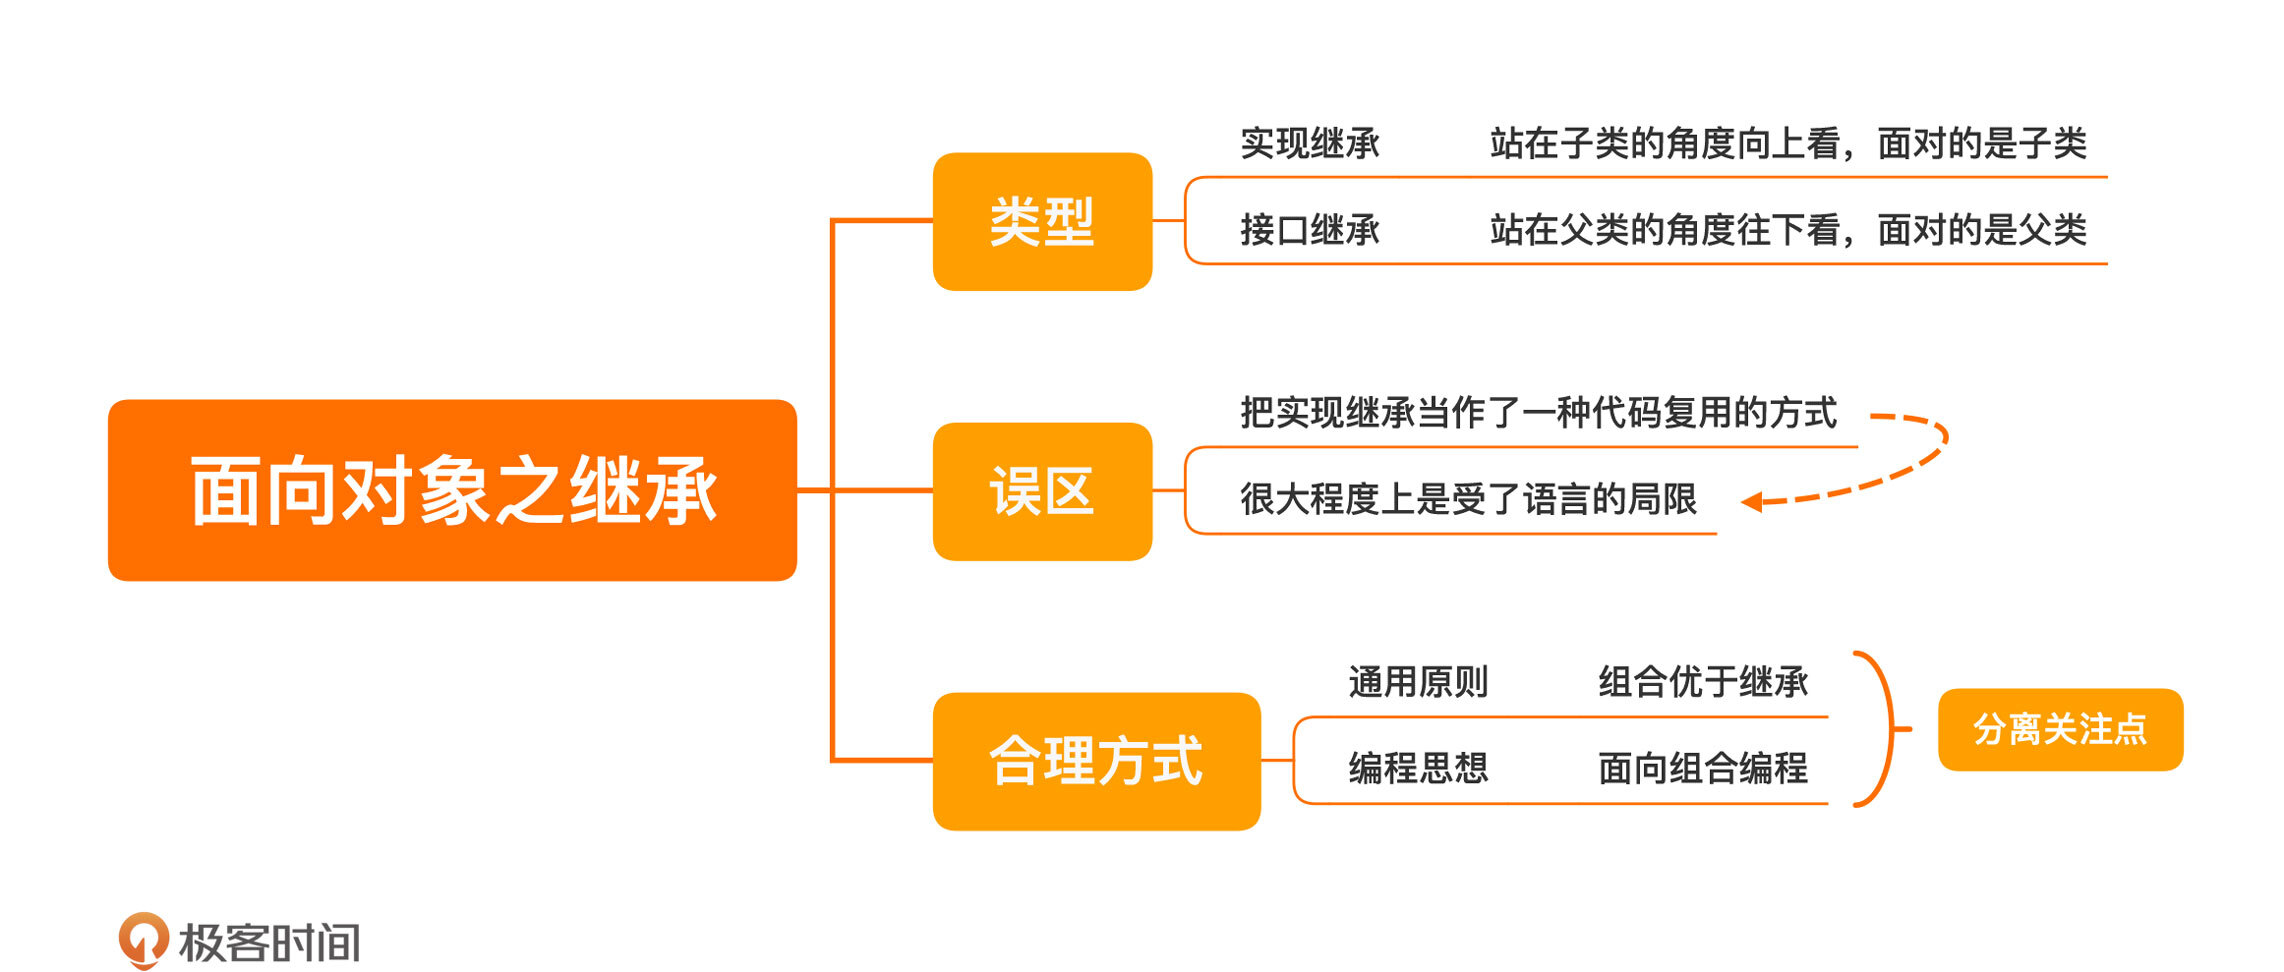 面向对象之继承
类型
实现继承 站在子类的角度向上看，面对的是子类
接口继承 站在父类的角度往下看，面对的是父类
误区
把实现继承当作了一种代码复用的方式
很大程度上是受了语言的局限
合理方式
通用原则 组合优于继承
编程思想 面向组合编程
分离关注点
极客时间